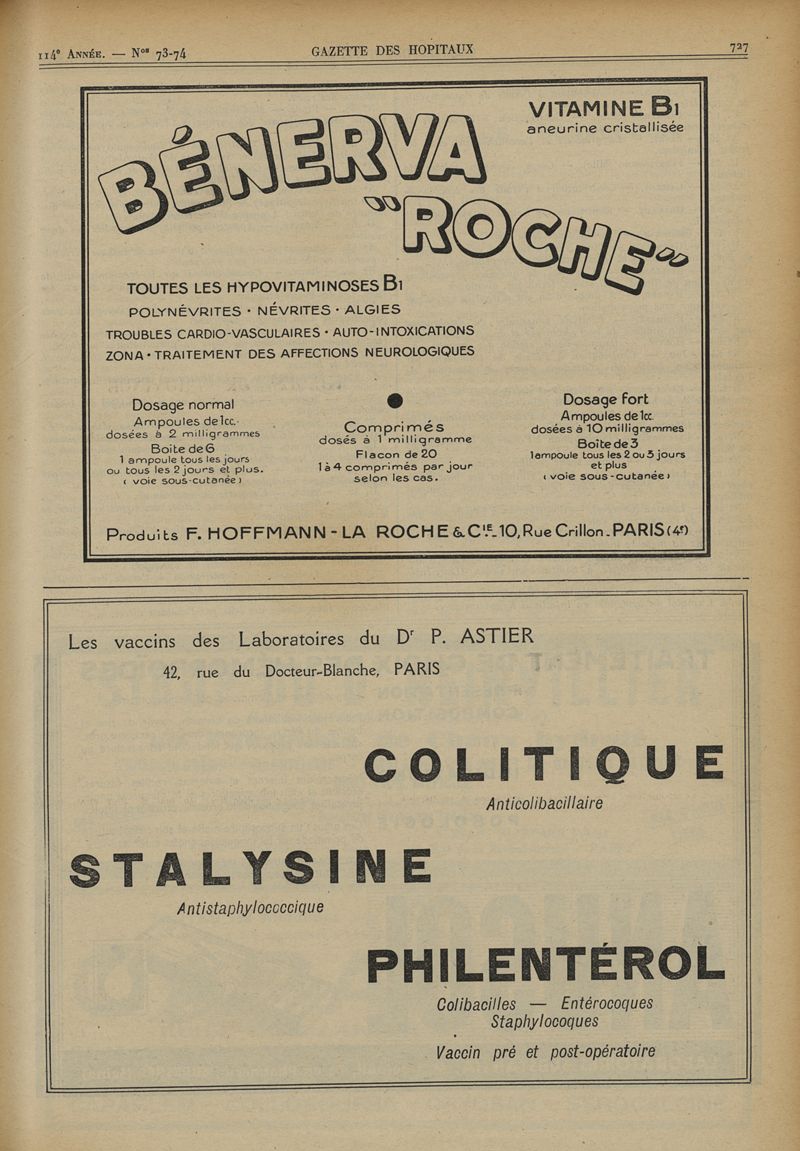 114e ANNÉE. — Nos 73-74
GAZETTE DES HOPITAUX
727
VITAMINE B1
aneurine cristallisée
BÉNERVA
"ROCHE"
TOUTES LES HYPOVITAMINOSES B1
POLYNÉVRITES · NÉVRITES · ALGIES
TROUBLES CARDIO-VASCULAIRES · AUTO-INTOXICATIONS
ZONA · TRAITEMENT DES AFFECTIONS NEUROLOGIQUES
Dosage normal
Ampoules de 1cc.
dosées à 2 milligrammes
Boite de 6
1 ampoule tous les jours
ou tous les 2 jours et plus.
( voie sous-cutanée )
Comprimés
dosés à 1 milligramme
Flacon de 20
1 à 4 comprimés par jour
selon les cas.
Dosage fort
Ampoules de 1cc.
dosées à 10 milligrammes
Boîte de 3
1 ampoule tous les 2 ou 3 jours
et plus
( voie sous-cutanée )
Produits F. HOFFMANN-LA ROCHE & CIE. 10, Rue Crillon. PARIS (4e)
Les vaccins des Laboratoires du Dr P. ASTIER
42, rue du Docteur-Blanche, PARIS
COLITIQUE
Anticolibacillaire
STALYSINE
Antistaphylococcique
PHILENTÉROL
Colibacilles — Entérocoques
Staphylocoques
Vaccin pré et post-opératoire